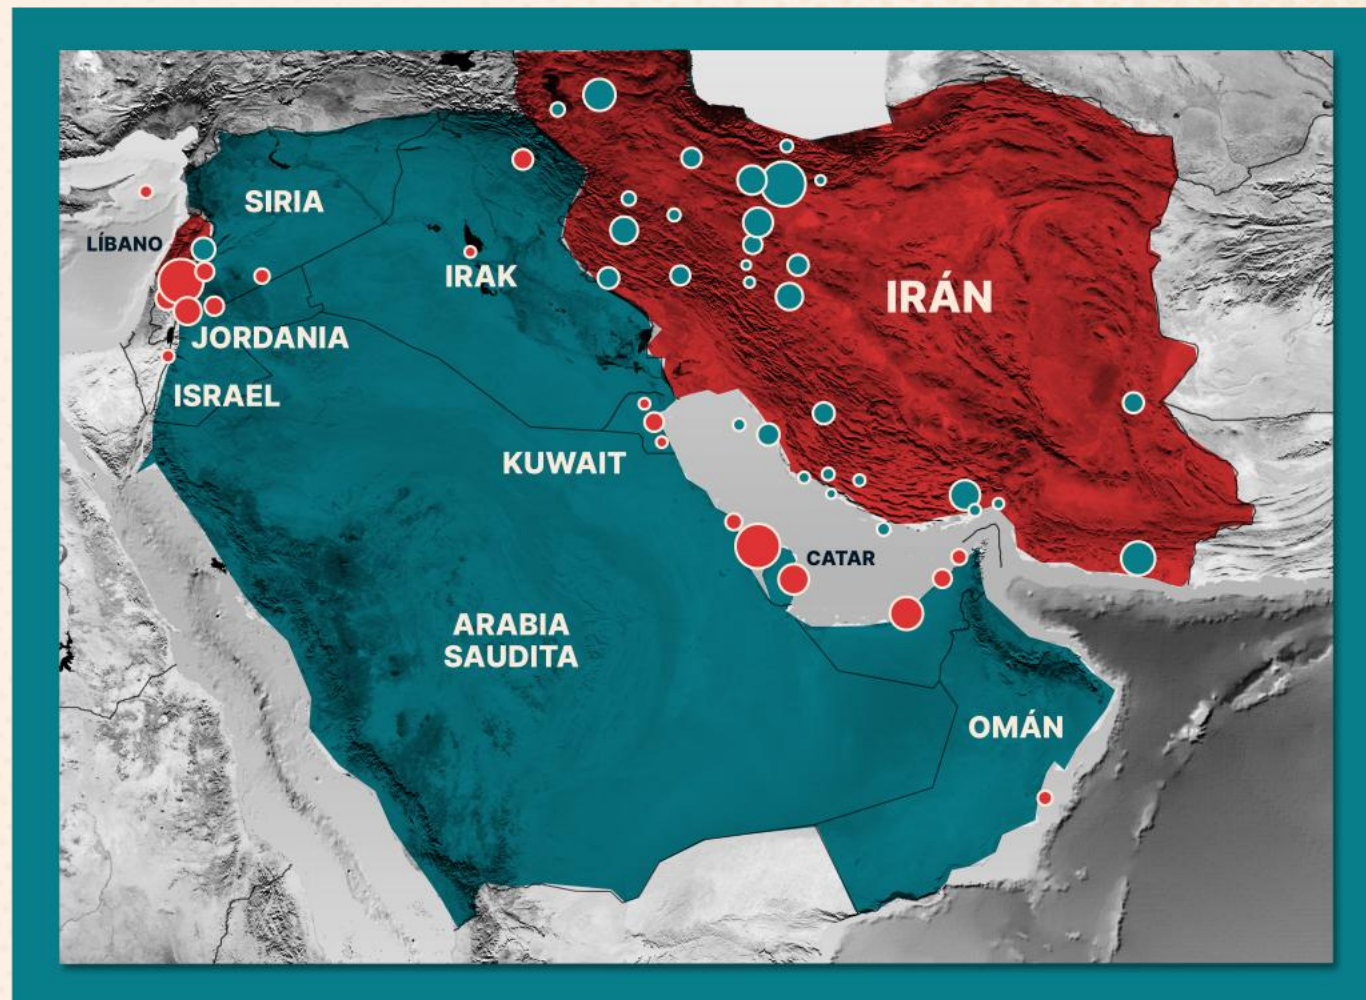 SIRIA
LÍBANO
IRAK
IRÁN
JORDANIA
ISRAEL
KUWAIT
CATAR
ARABIA
SAUDITA
OMÁN